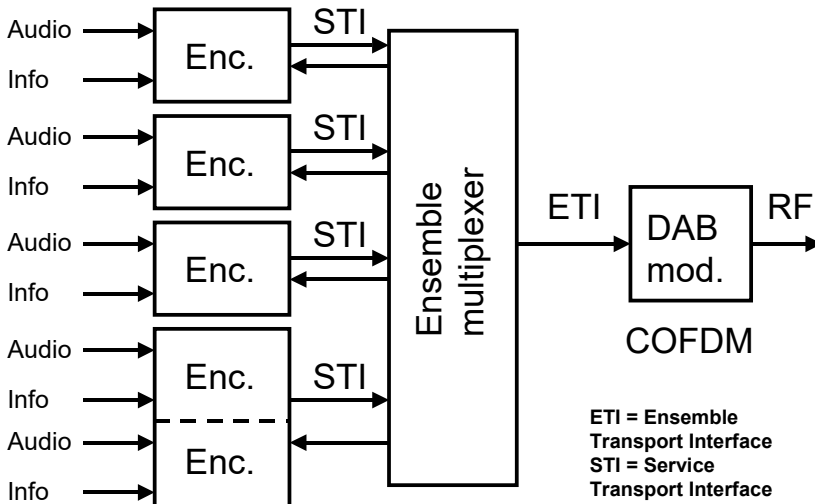 Audio
Info
Enc.
STI
Audio
Info
Enc.
STI
Audio
Info
Enc.
STI
Audio
Info
Enc.
STI
Audio
Info
Enc.
Ensemble
multiplexer
ETI
DAB
mod.
RF
COFDM
ETI = Ensemble
Transport Interface
STI = Service
Transport Interface